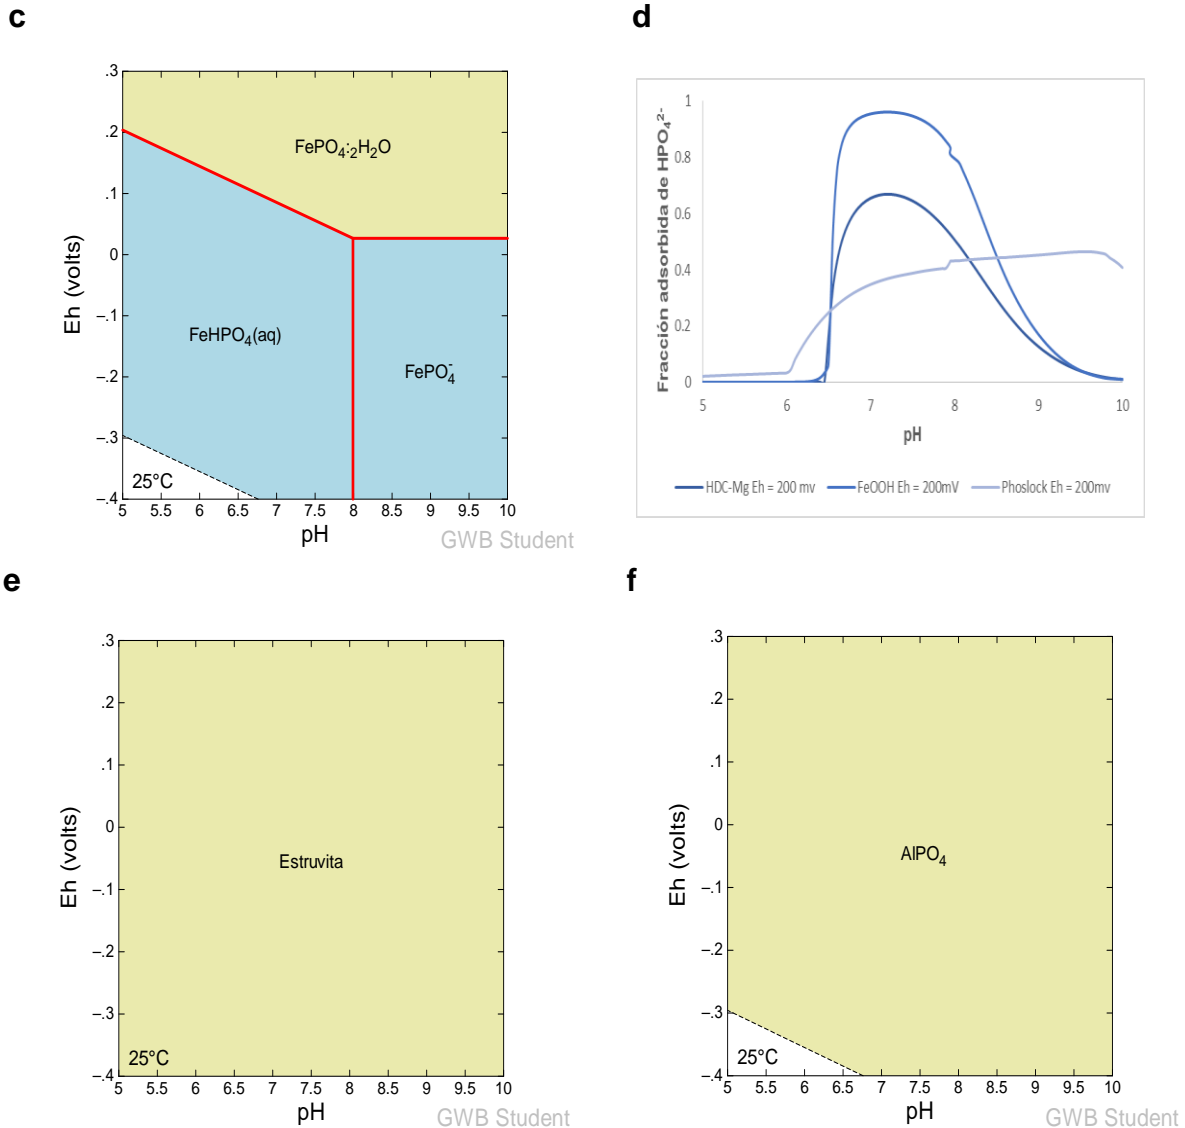 c
.3
.2
.1
0
–.1
–.2
–.3
–.4
Eh (volts)
FePO4:2H2O
FeHPO4(aq)
FePO4-
25°C
5 5.5 6 6.5 7 7.5 8 8.5 9 9.5 10
pH
GWB Student
d
Fracción adsorbida de HPO4 2-
1
0.8
0.6
0.4
0.2
0
5 6 7 8 9 10
pH
HDC-Mg Eh = 200 mv
FeOOH Eh = 200mV
Phoslock Eh = 200mv
e
.3
.2
.1
0
–.1
–.2
–.3
–.4
Eh (volts)
Estruvita
25°C
5 5.5 6 6.5 7 7.5 8 8.5 9 9.5 10
pH
GWB Student
f
.3
.2
.1
0
–.1
–.2
–.3
–.4
Eh (volts)
AlPO4
25°C
5 5.5 6 6.5 7 7.5 8 8.5 9 9.5 10
pH
GWB Student